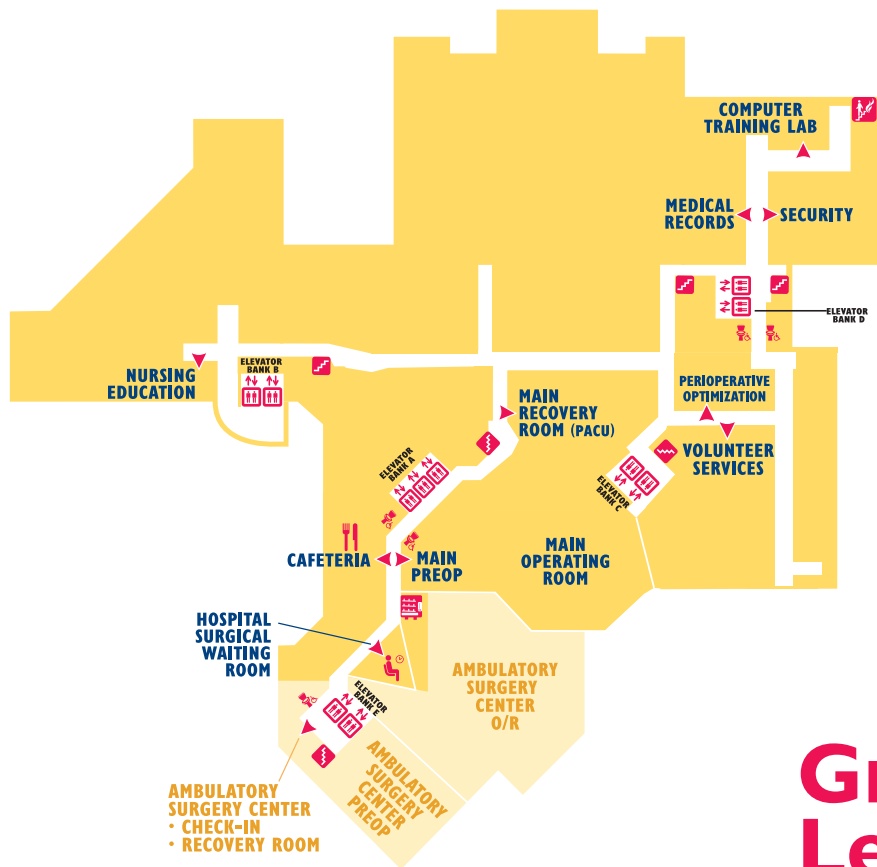 COMPUTER
TRAINING LAB
MEDICAL
RECORDS
SECURITY
ELEVATOR
BANK D
NURSING
EDUCATION
ELEVATOR
BANK B
MAIN
RECOVERY
ROOM (PACU)
PERIOPERATIVE
OPTIMIZATION
VOLUNTEER
SERVICES
ELEVATOR
BANK A
ELEVATOR
BANK C
CAFETERIA
MAIN
PREOP
MAIN
OPERATING
ROOM
HOSPITAL
SURGICAL
WAITING
ROOM
ELEVATOR
BANK E
AMBULATORY
SURGERY
CENTER
O/R
AMBULATORY
SURGERY
CENTER
PREOP
AMBULATORY
SURGERY CENTER
• CHECK-IN
• RECOVERY ROOM